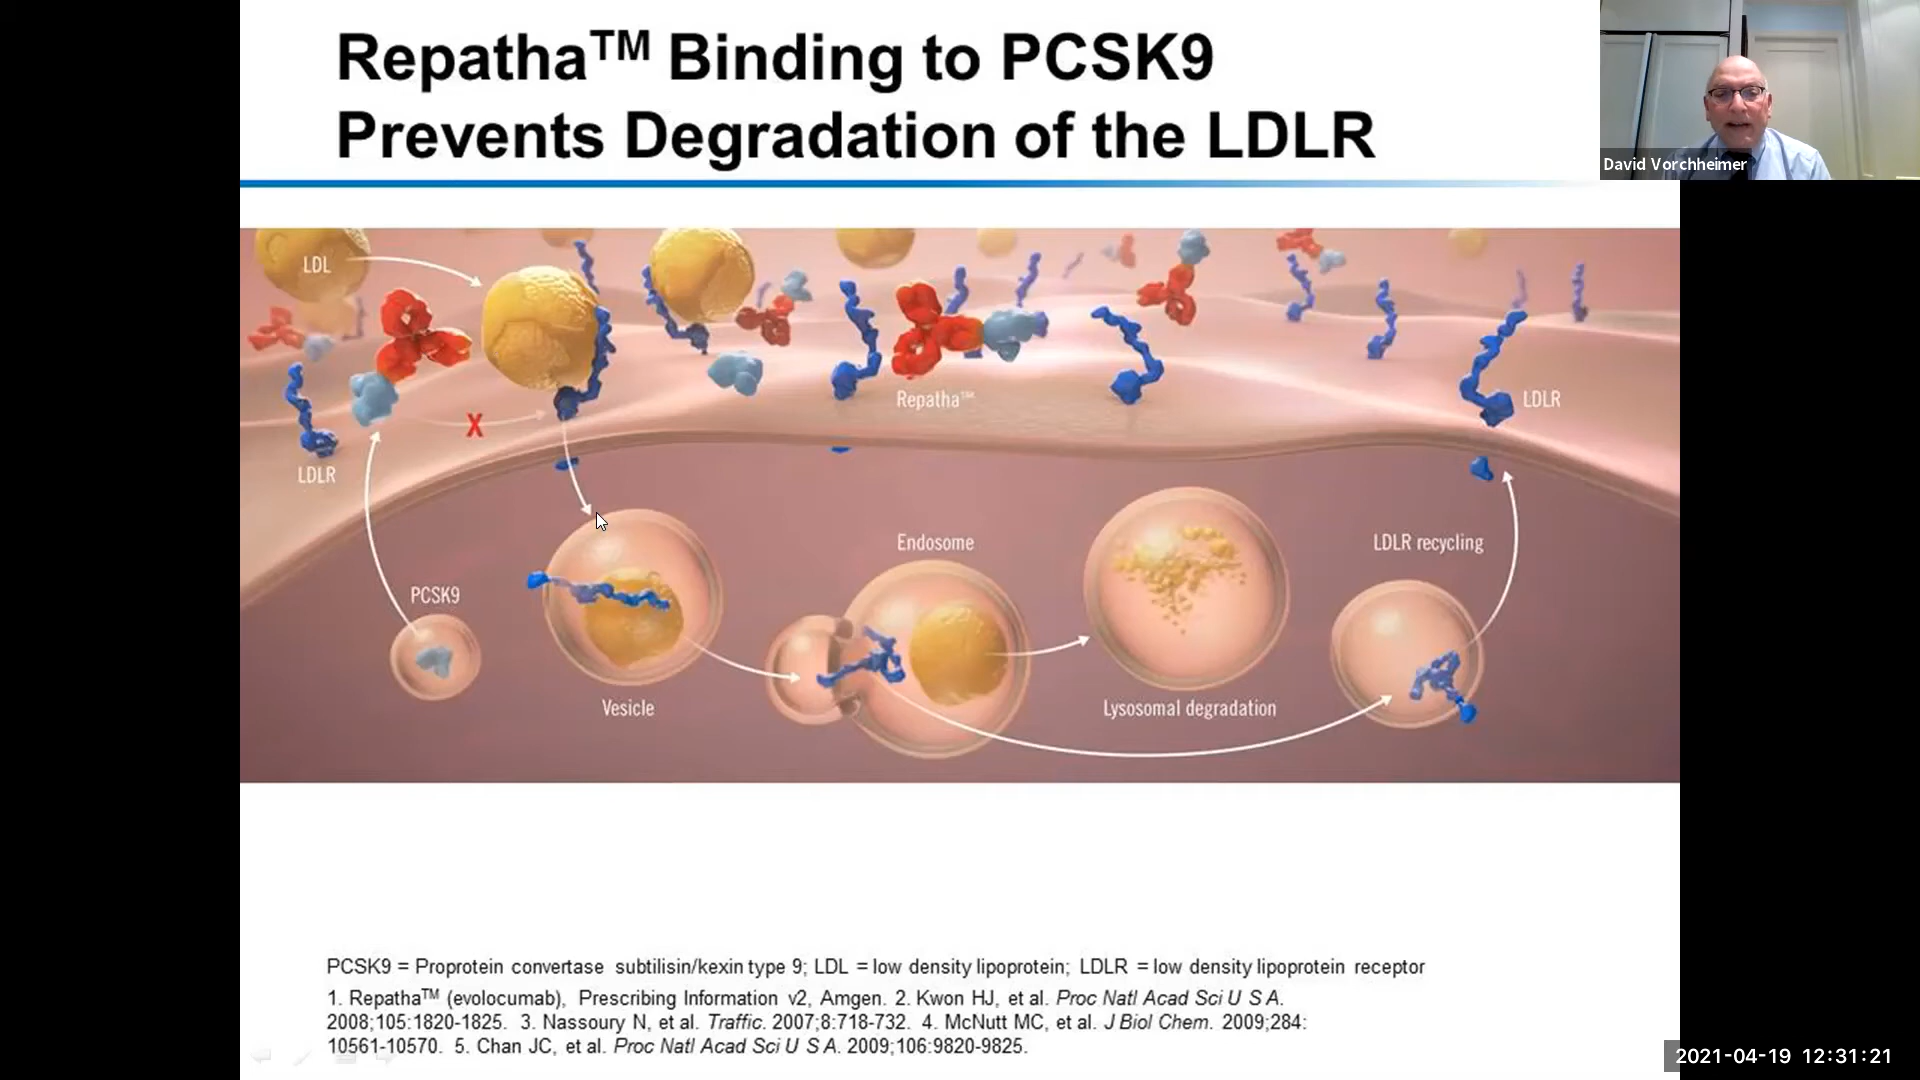 Repatha™ Binding to PCSK9
Prevents Degradation of the LDLR
David Vorchheimer
LDL
X
Repatha™
LDLR
LDLR
Endosome
LDLR recycling
PCSK9
Vesicle
Lysosomal degradation
PCSK9 = Proprotein convertase subtilisin/kexin type 9; LDL = low density lipoprotein; LDLR = low density lipoprotein receptor
1. Repatha™ (evolocumab), Prescribing Information v2, Amgen. 2. Kwon HJ, et al. Proc Natl Acad Sci U S A.
2008;105:1820-1825. 3. Nassoury N, et al. Traffic. 2007;8:718-732. 4. McNutt MC, et al. J Biol Chem. 2009;284:
10561-10570. 5. Chan JC, et al. Proc Natl Acad Sci U S A. 2009;106:9820-9825.
2021-04-19 12:31:21